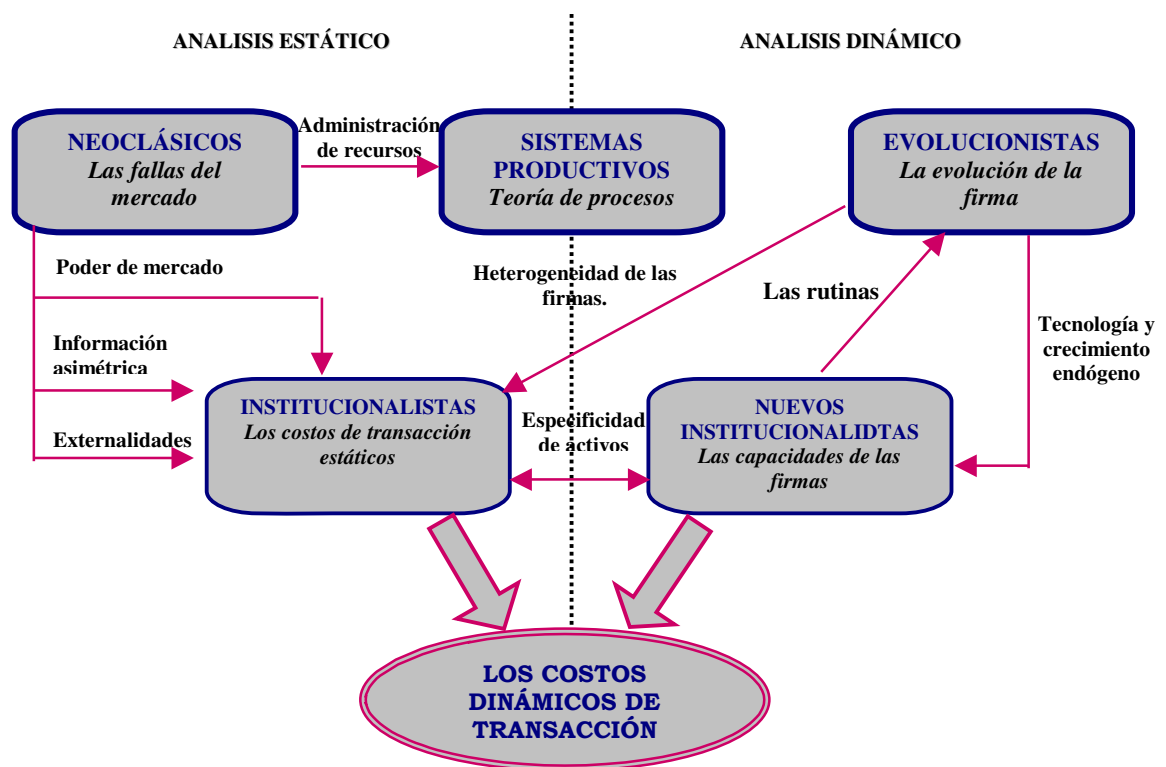 ANALISIS ESTÁTICO
ANALISIS DINÁMICO
NEOCLÁSICOS
Las fallas del
mercado
Administración
de recursos
SISTEMAS
PRODUCTIVOS
Teoría de procesos
EVOLUCIONISTAS
La evolución de la
firma
Poder de mercado
Heterogeneidad de las
firmas.
Las rutinas
Tecnología y
crecimiento
endógeno
Información
asimétrica
Externalidades
INSTITUCIONALISTAS
Los costos de transacción
estáticos
Especificidad
de activos
NUEVOS
INSTITUCIONALIDTAS
Las capacidades de las
firmas
LOS COSTOS
DINÁMICOS DE
TRANSACCIÓN